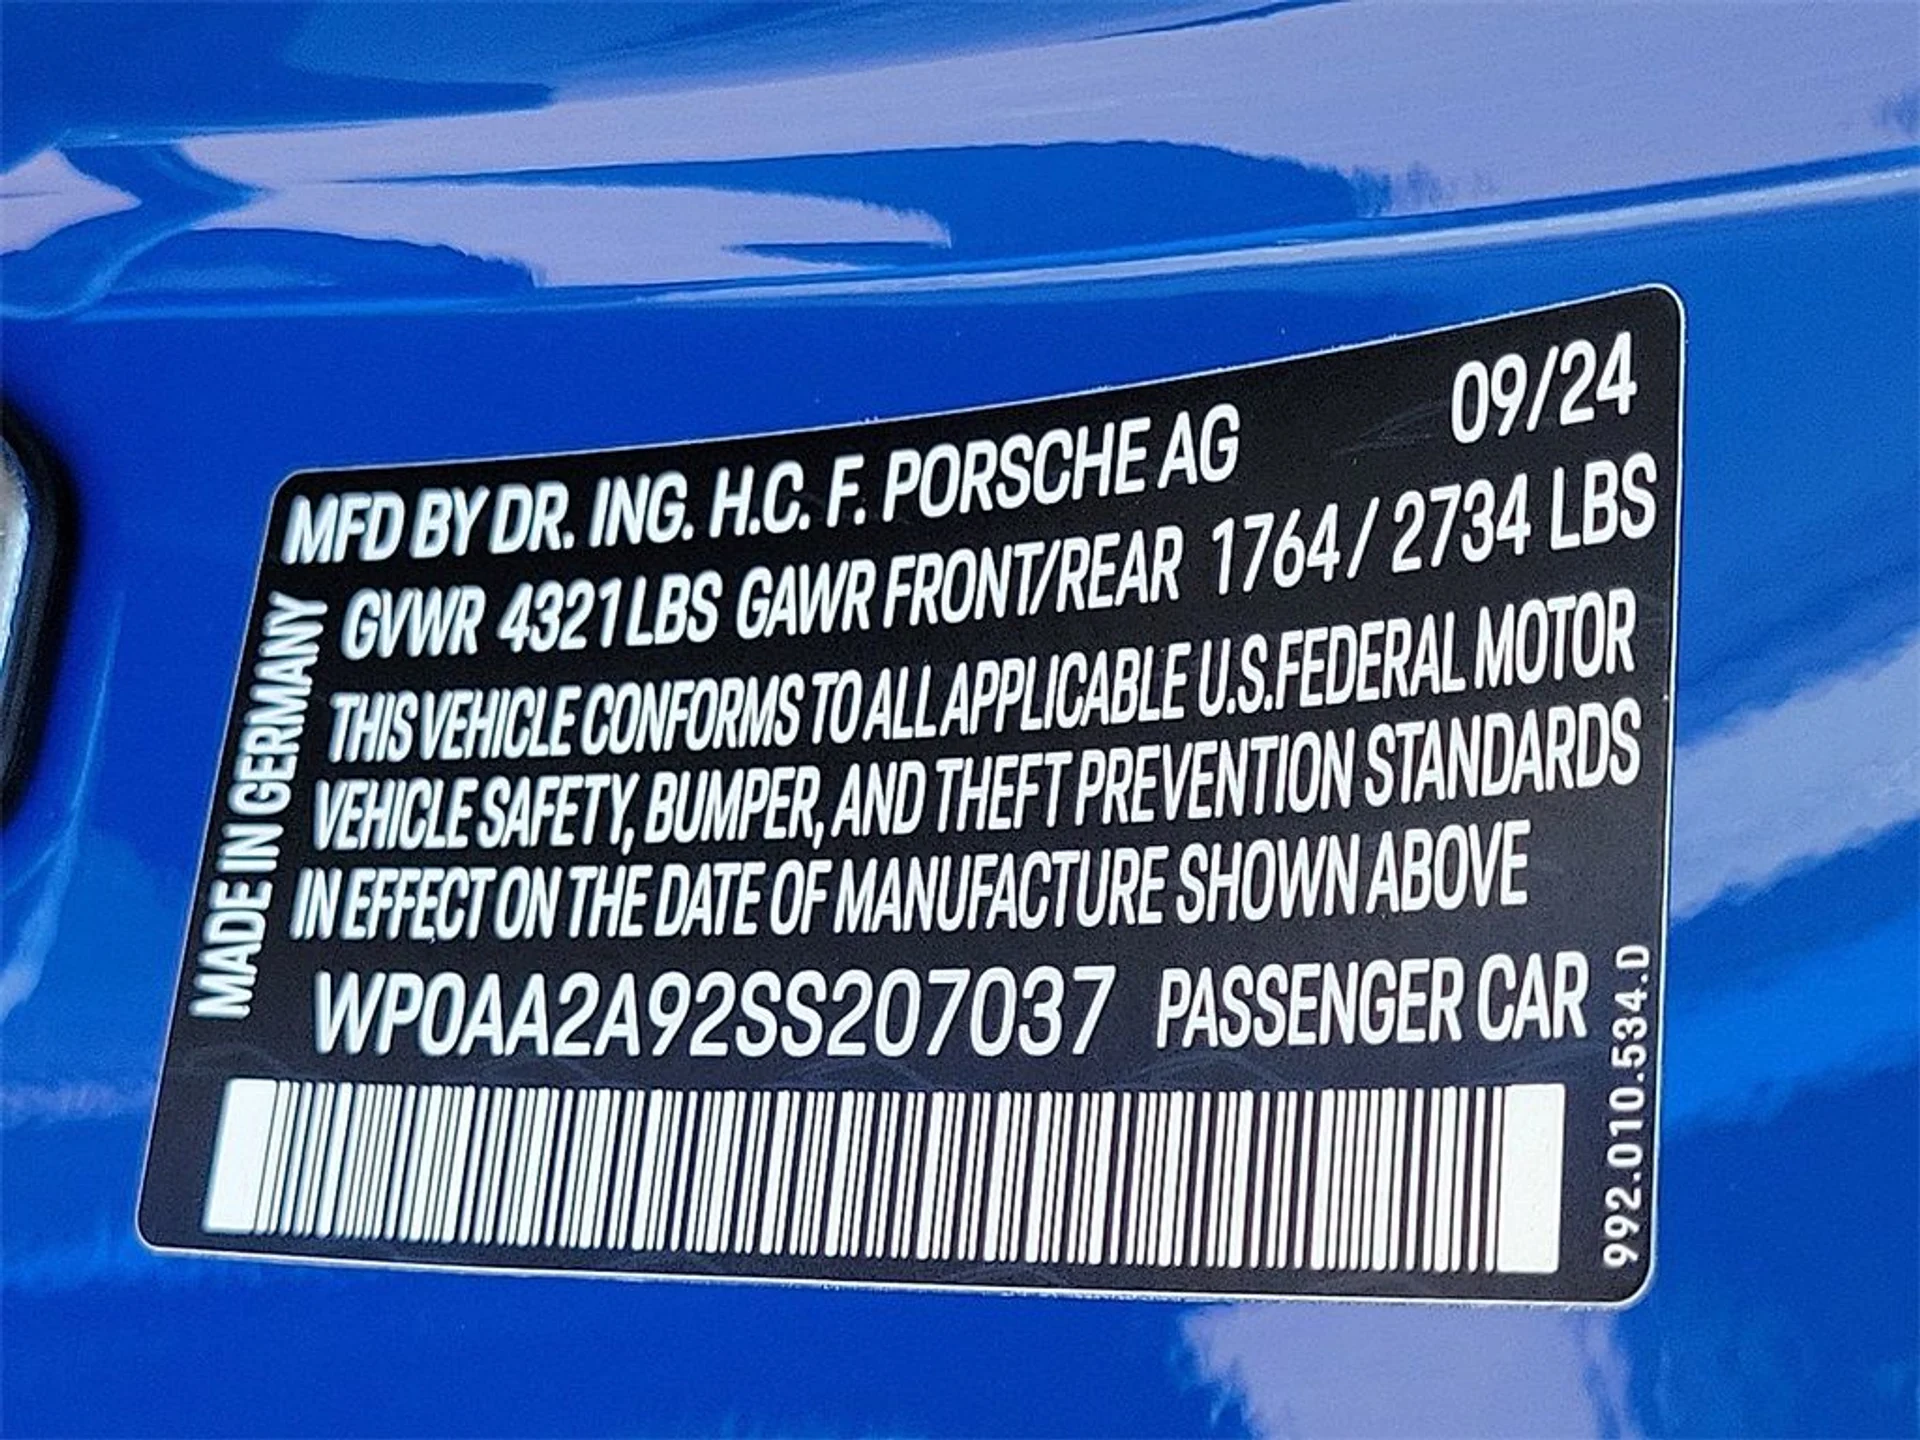 09/24
MFD BY DR. ING. H.C. F. PORSCHE AG
GVWR 4321 LBS GAWR FRONT/REAR 1764 / 2734 LBS
THIS VEHICLE CONFORMS TO ALL APPLICABLE U.S.FEDERAL MOTOR
VEHICLE SAFETY, BUMPER, AND THEFT PREVENTION STANDARDS
IN EFFECT ON THE DATE OF MANUFACTURE SHOWN ABOVE
WP0AA2A92SS207037 PASSENGER CAR
MADE IN GERMANY
992.010.534.D